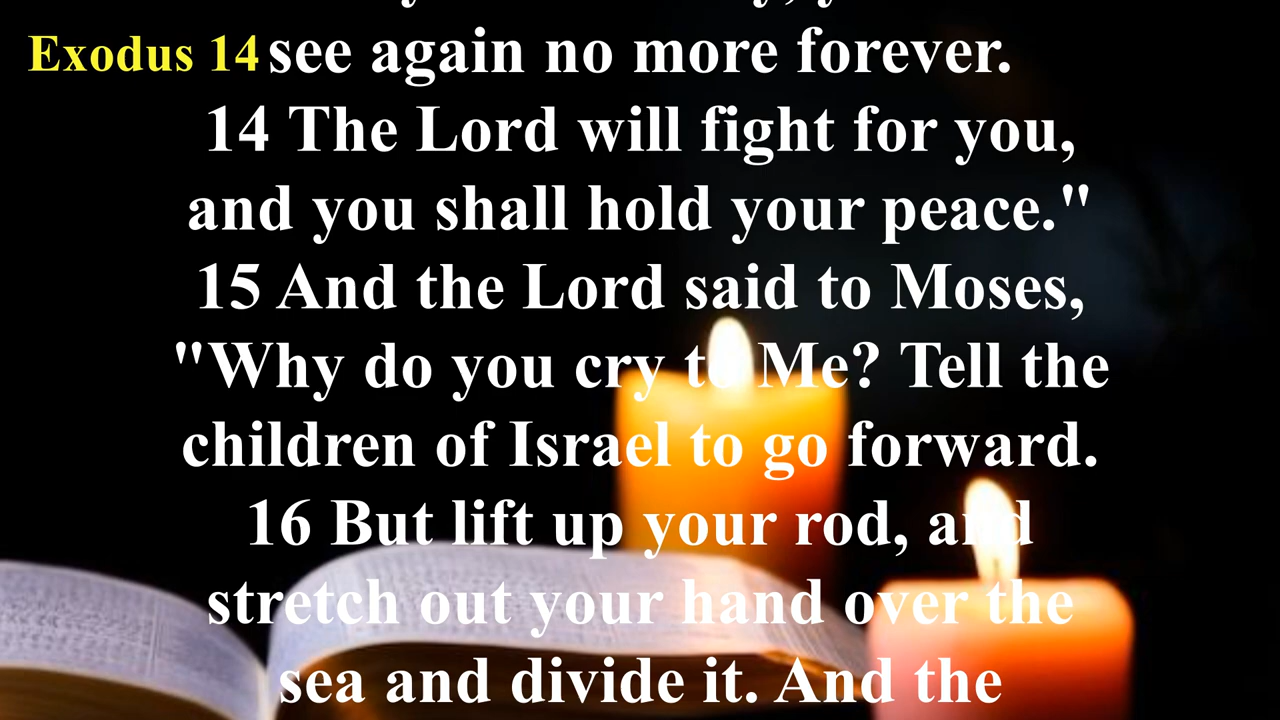 Exodus 14
see again no more forever.
14 The Lord will fight for you,
and you shall hold your peace."
15 And the Lord said to Moses,
"Why do you cry to Me? Tell the
children of Israel to go forward.
16 But lift up your rod, and
stretch out your hand over the
sea and divide it. And the